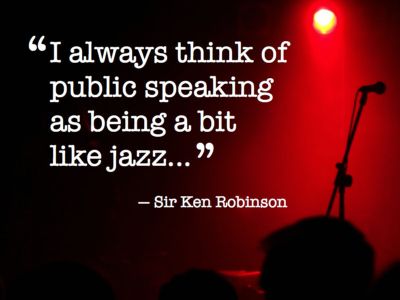 “I always think of
public speaking
as being a bit
like jazz...”
— Sir Ken Robinson